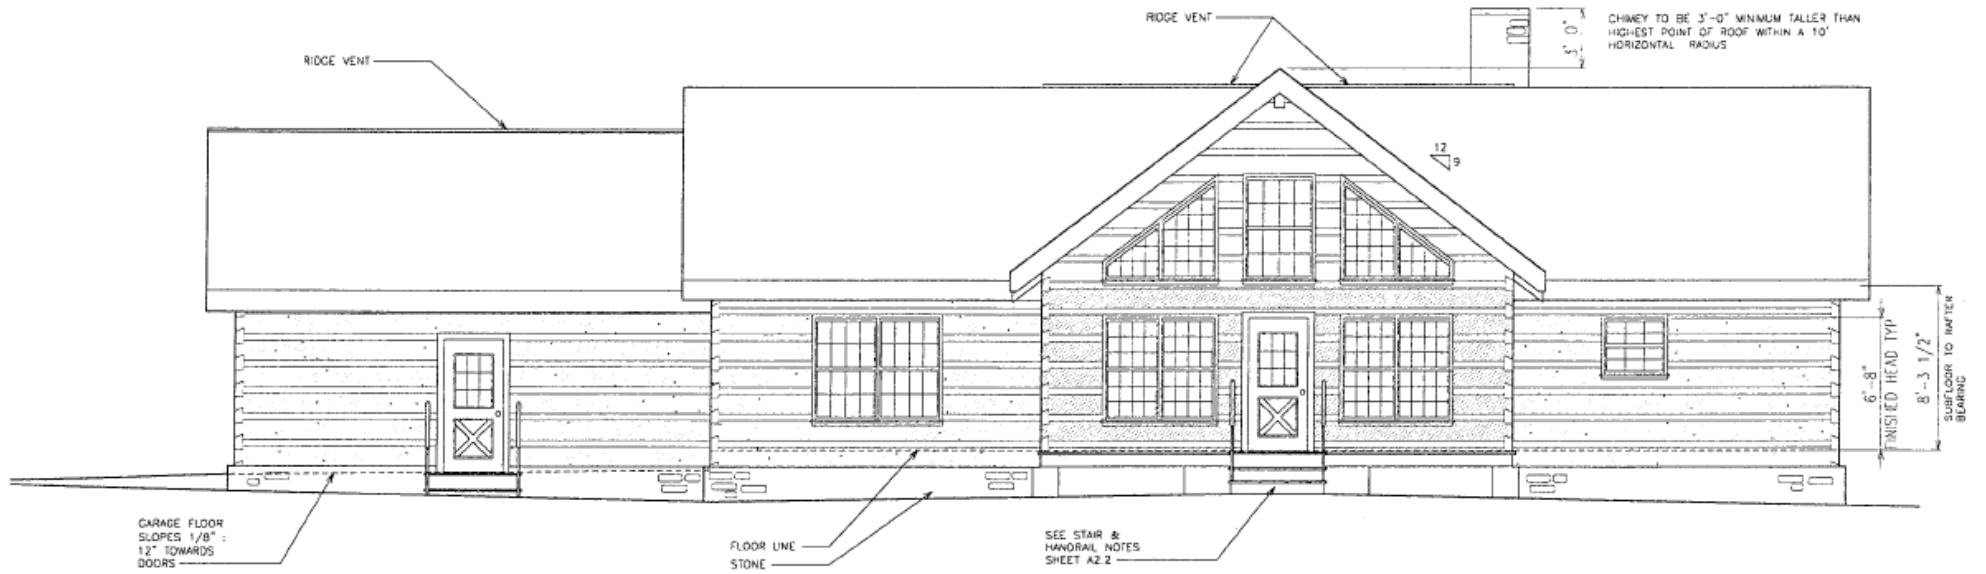 RIDGE VENT
CHIMEY TO BE 3'-0" MINIMUM TALLER THAN
HIGHEST POINT OF ROOF WITHIN A 10'
HORIZONTAL RADIUS
3' 0"
RIDGE VENT
12
9
6'-8"
FINISHED HEAD TYP
8'-3 1/2"
SUBFLOOR TO RAFTER
BEARING
GARAGE FLOOR
SLOPES 1/8" :
12" TOWARDS
DOORS
FLOOR LINE
STONE
SEE STAIR &
HANDRAIL NOTES
SHEET A2.2